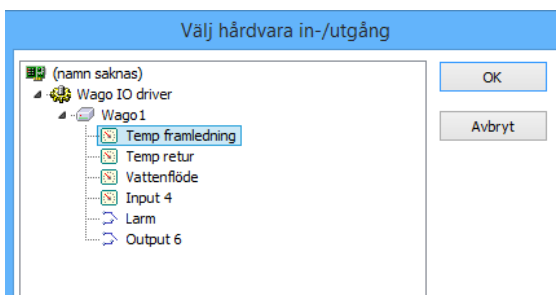 Välj hårdvara in-/utgång
(namn saknas)
OK
Wago IO driver
Wago1
Avbryt
Temp framledning
Temp retur
Vattenflöde
Input 4
Larm
Output 6